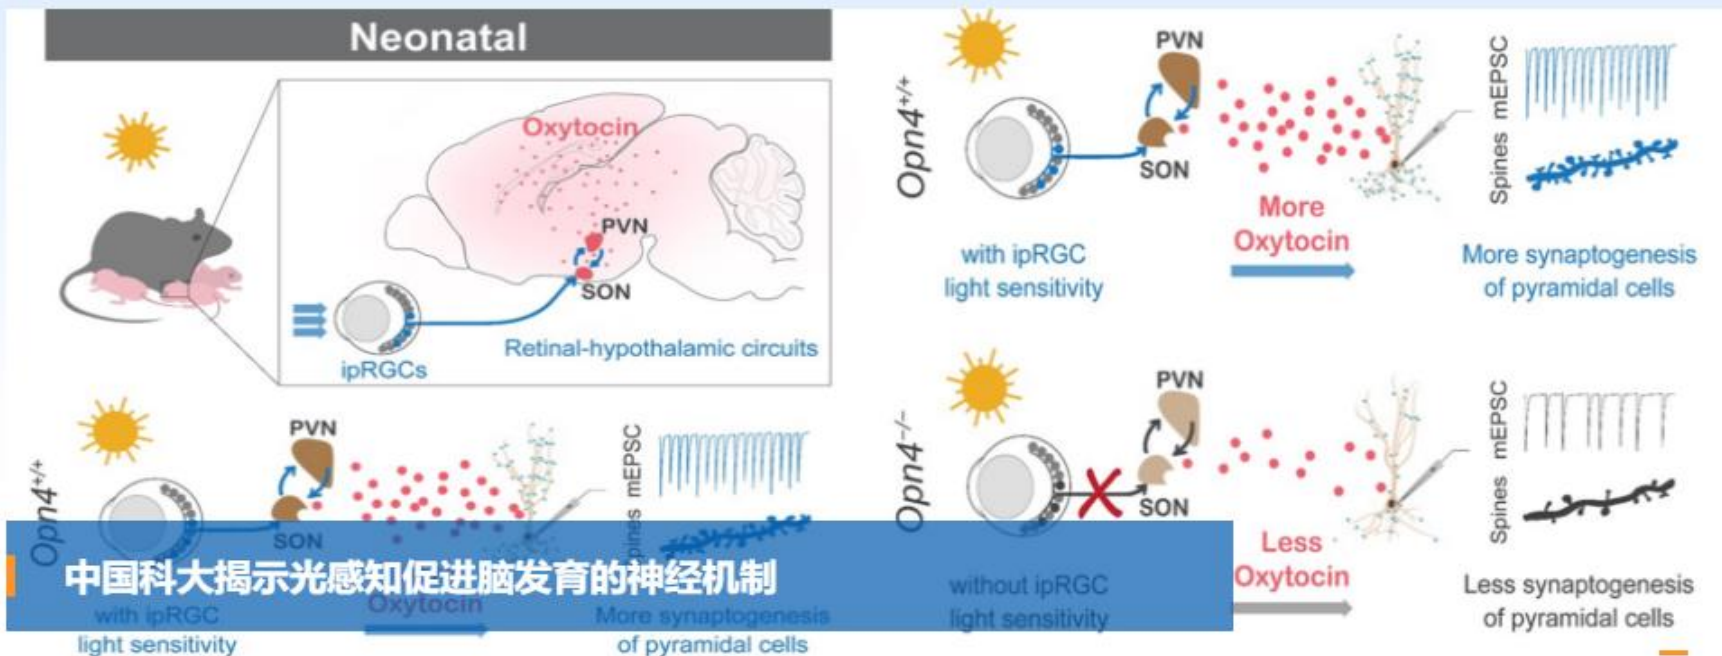 Neonatal
Oxytocin
PVN
SON
ipRGCs
Retinal-hypothalamic circuits
Opn4+/+
PVN
SON
mEPSC
Spines
with ipRGC
light sensitivity
Oxytocin
More synaptogenesis
of pyramidal cells
中国科大揭示光感知促进脑发育的神经机制
Opn4+/+
PVN
SON
More
Oxytocin
mEPSC
Spines
with ipRGC
light sensitivity
More synaptogenesis
of pyramidal cells
Opn4-/-
PVN
SON
Less
Oxytocin
mEPSC
Spines
without ipRGC
light sensitivity
Less synaptogenesis
of pyramidal cells